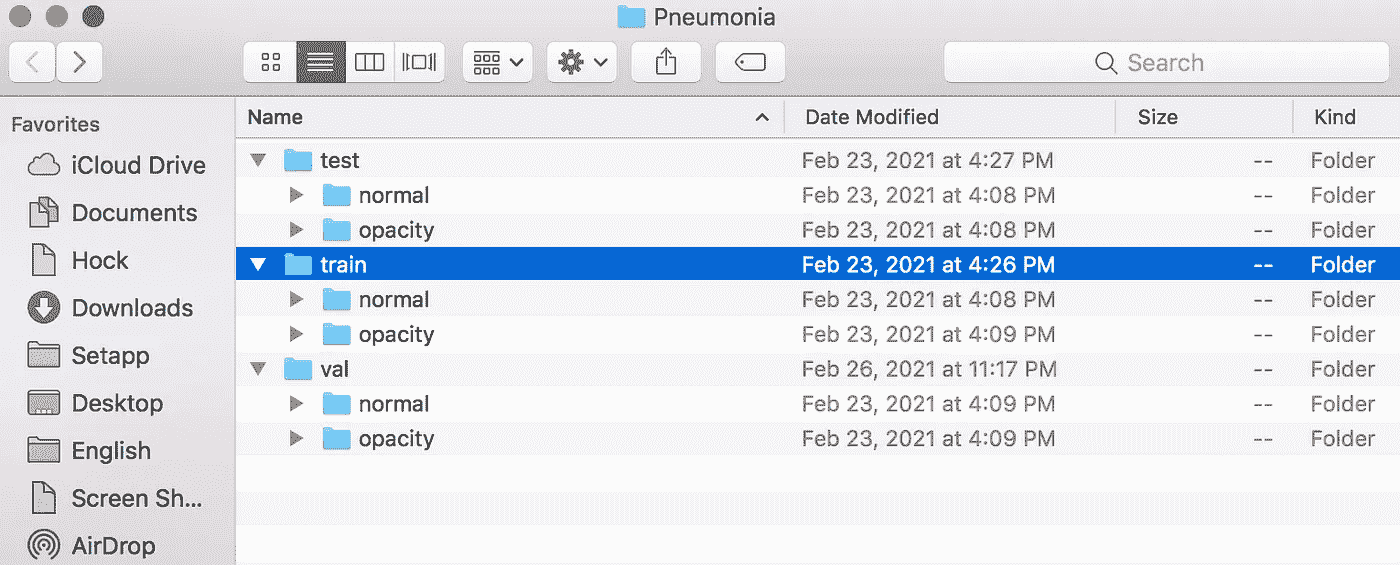 Pneumonia
Search
Favorites
iCloud Drive
Documents
Hock
Downloads
Setapp
Desktop
English
Screen Sh...
AirDrop
Name Date Modified Size Kind
test Feb 23, 2021 at 4:27 PM -- Folder
normal Feb 23, 2021 at 4:08 PM -- Folder
opacity Feb 23, 2021 at 4:08 PM -- Folder
train Feb 23, 2021 at 4:26 PM -- Folder
normal Feb 23, 2021 at 4:08 PM -- Folder
opacity Feb 23, 2021 at 4:09 PM -- Folder
val Feb 26, 2021 at 11:17 PM -- Folder
normal Feb 23, 2021 at 4:09 PM -- Folder
opacity Feb 23, 2021 at 4:09 PM -- Folder